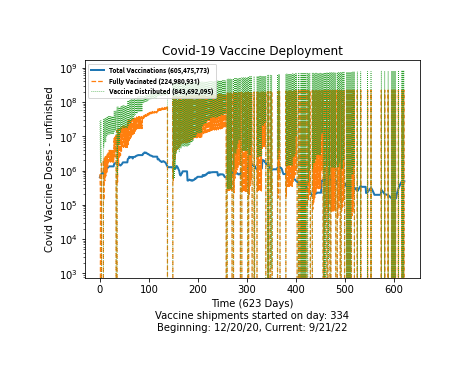 Covid-19 Vaccine Deployment
Total Vaccinations (605,475,773)
Fully Vacinated (224,980,931)
Vaccine Distributed (843,692,095)
Covid Vaccine Doses - unfinished
10⁹
10⁸
10⁷
10⁶
10⁵
10⁴
10³
0 100 200 300 400 500 600
Time (623 Days)
Vaccine shipments started on day: 334
Beginning: 12/20/20, Current: 9/21/22